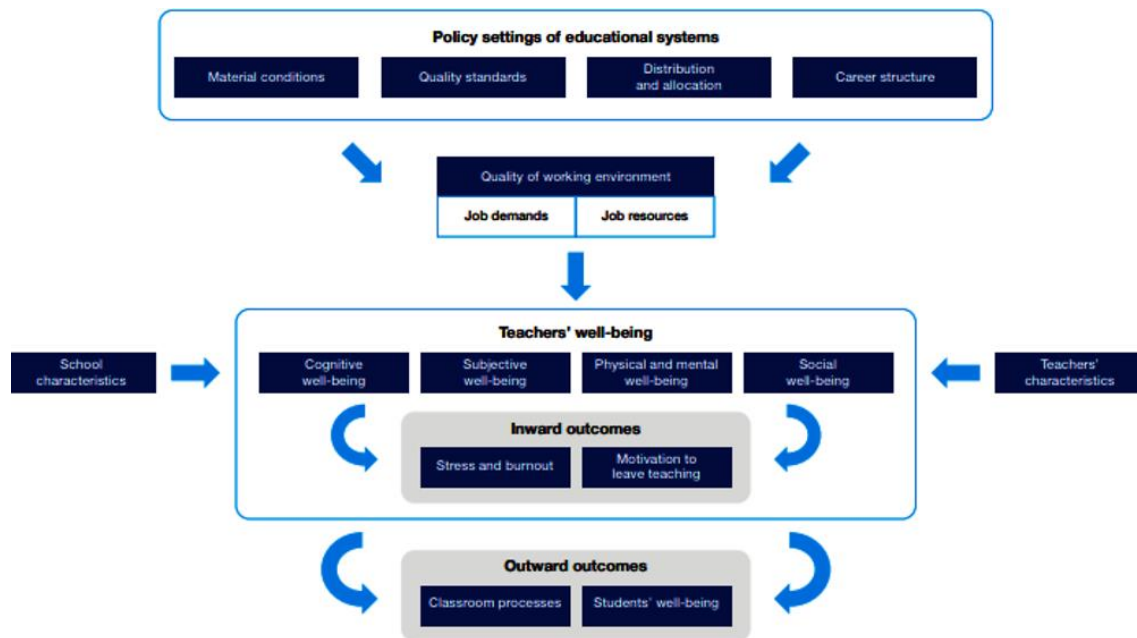 Policy settings of educational systems
Material conditions
Quality standards
Distribution
and allocation
Career structure
Quality of working environment
Job demands
Job resources
Teachers' well-being
School
characteristics
Cognitive
well-being
Subjective
well-being
Physical and mental
well-being
Social
well-being
Teachers'
characteristics
Inward outcomes
Stress and burnout
Motivation to
leave teaching
Outward outcomes
Classroom processes
Students' well-being